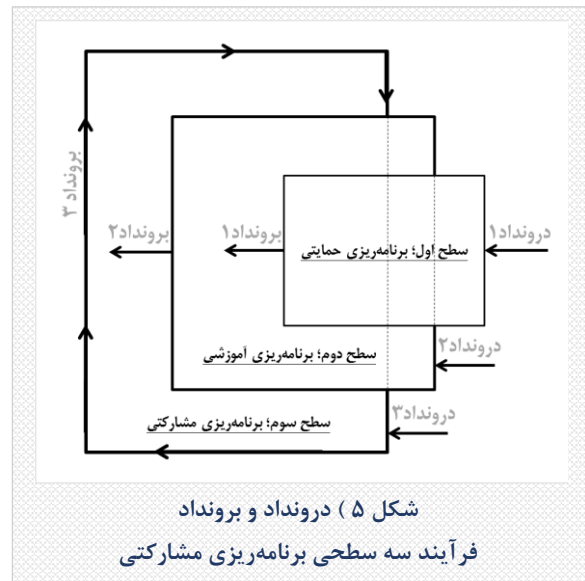 برونداد ۳
درونداد۱
برونداد۱
برونداد۲
سطح اول؛ برنامه‌ریزی حمایتی
درونداد۲
سطح دوم؛ برنامه‌ریزی آموزشی
درونداد۳
سطح سوم؛ برنامه‌ریزی مشارکتی
شکل ۵ ) درونداد و برونداد
فرآیند سه سطحی برنامه‌ریزی مشارکتی